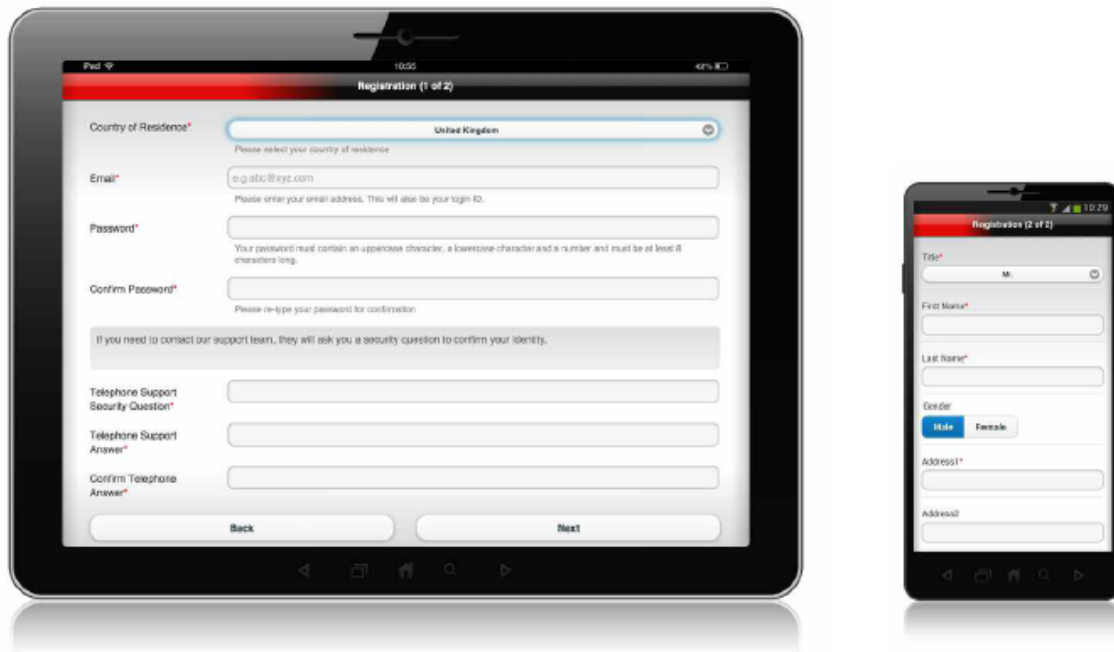 Pad 10:55 42%
Registration (1 of 2)
Country of Residence*
United Kingdom
Please select your country of residence
Email*
e.g abc@xyz.com
Please enter your email address. This will also be your login ID.
Password*
Your password must contain an uppercase character, a lowercase character and a number and must be at least 8
characters long.
Confirm Password*
Please re-type your password for confirmation
If you need to contact our support team, they will ask you a security question to confirm your identity.
Telephone Support
Security Question*
Telephone Support
Answer*
Confirm Telephone
Answer*
Back
Next
10:29
Registration (2 of 2)
Title*
Mr.
First Name*
Last Name*
Gender
Male
Female
Address1*
Address2